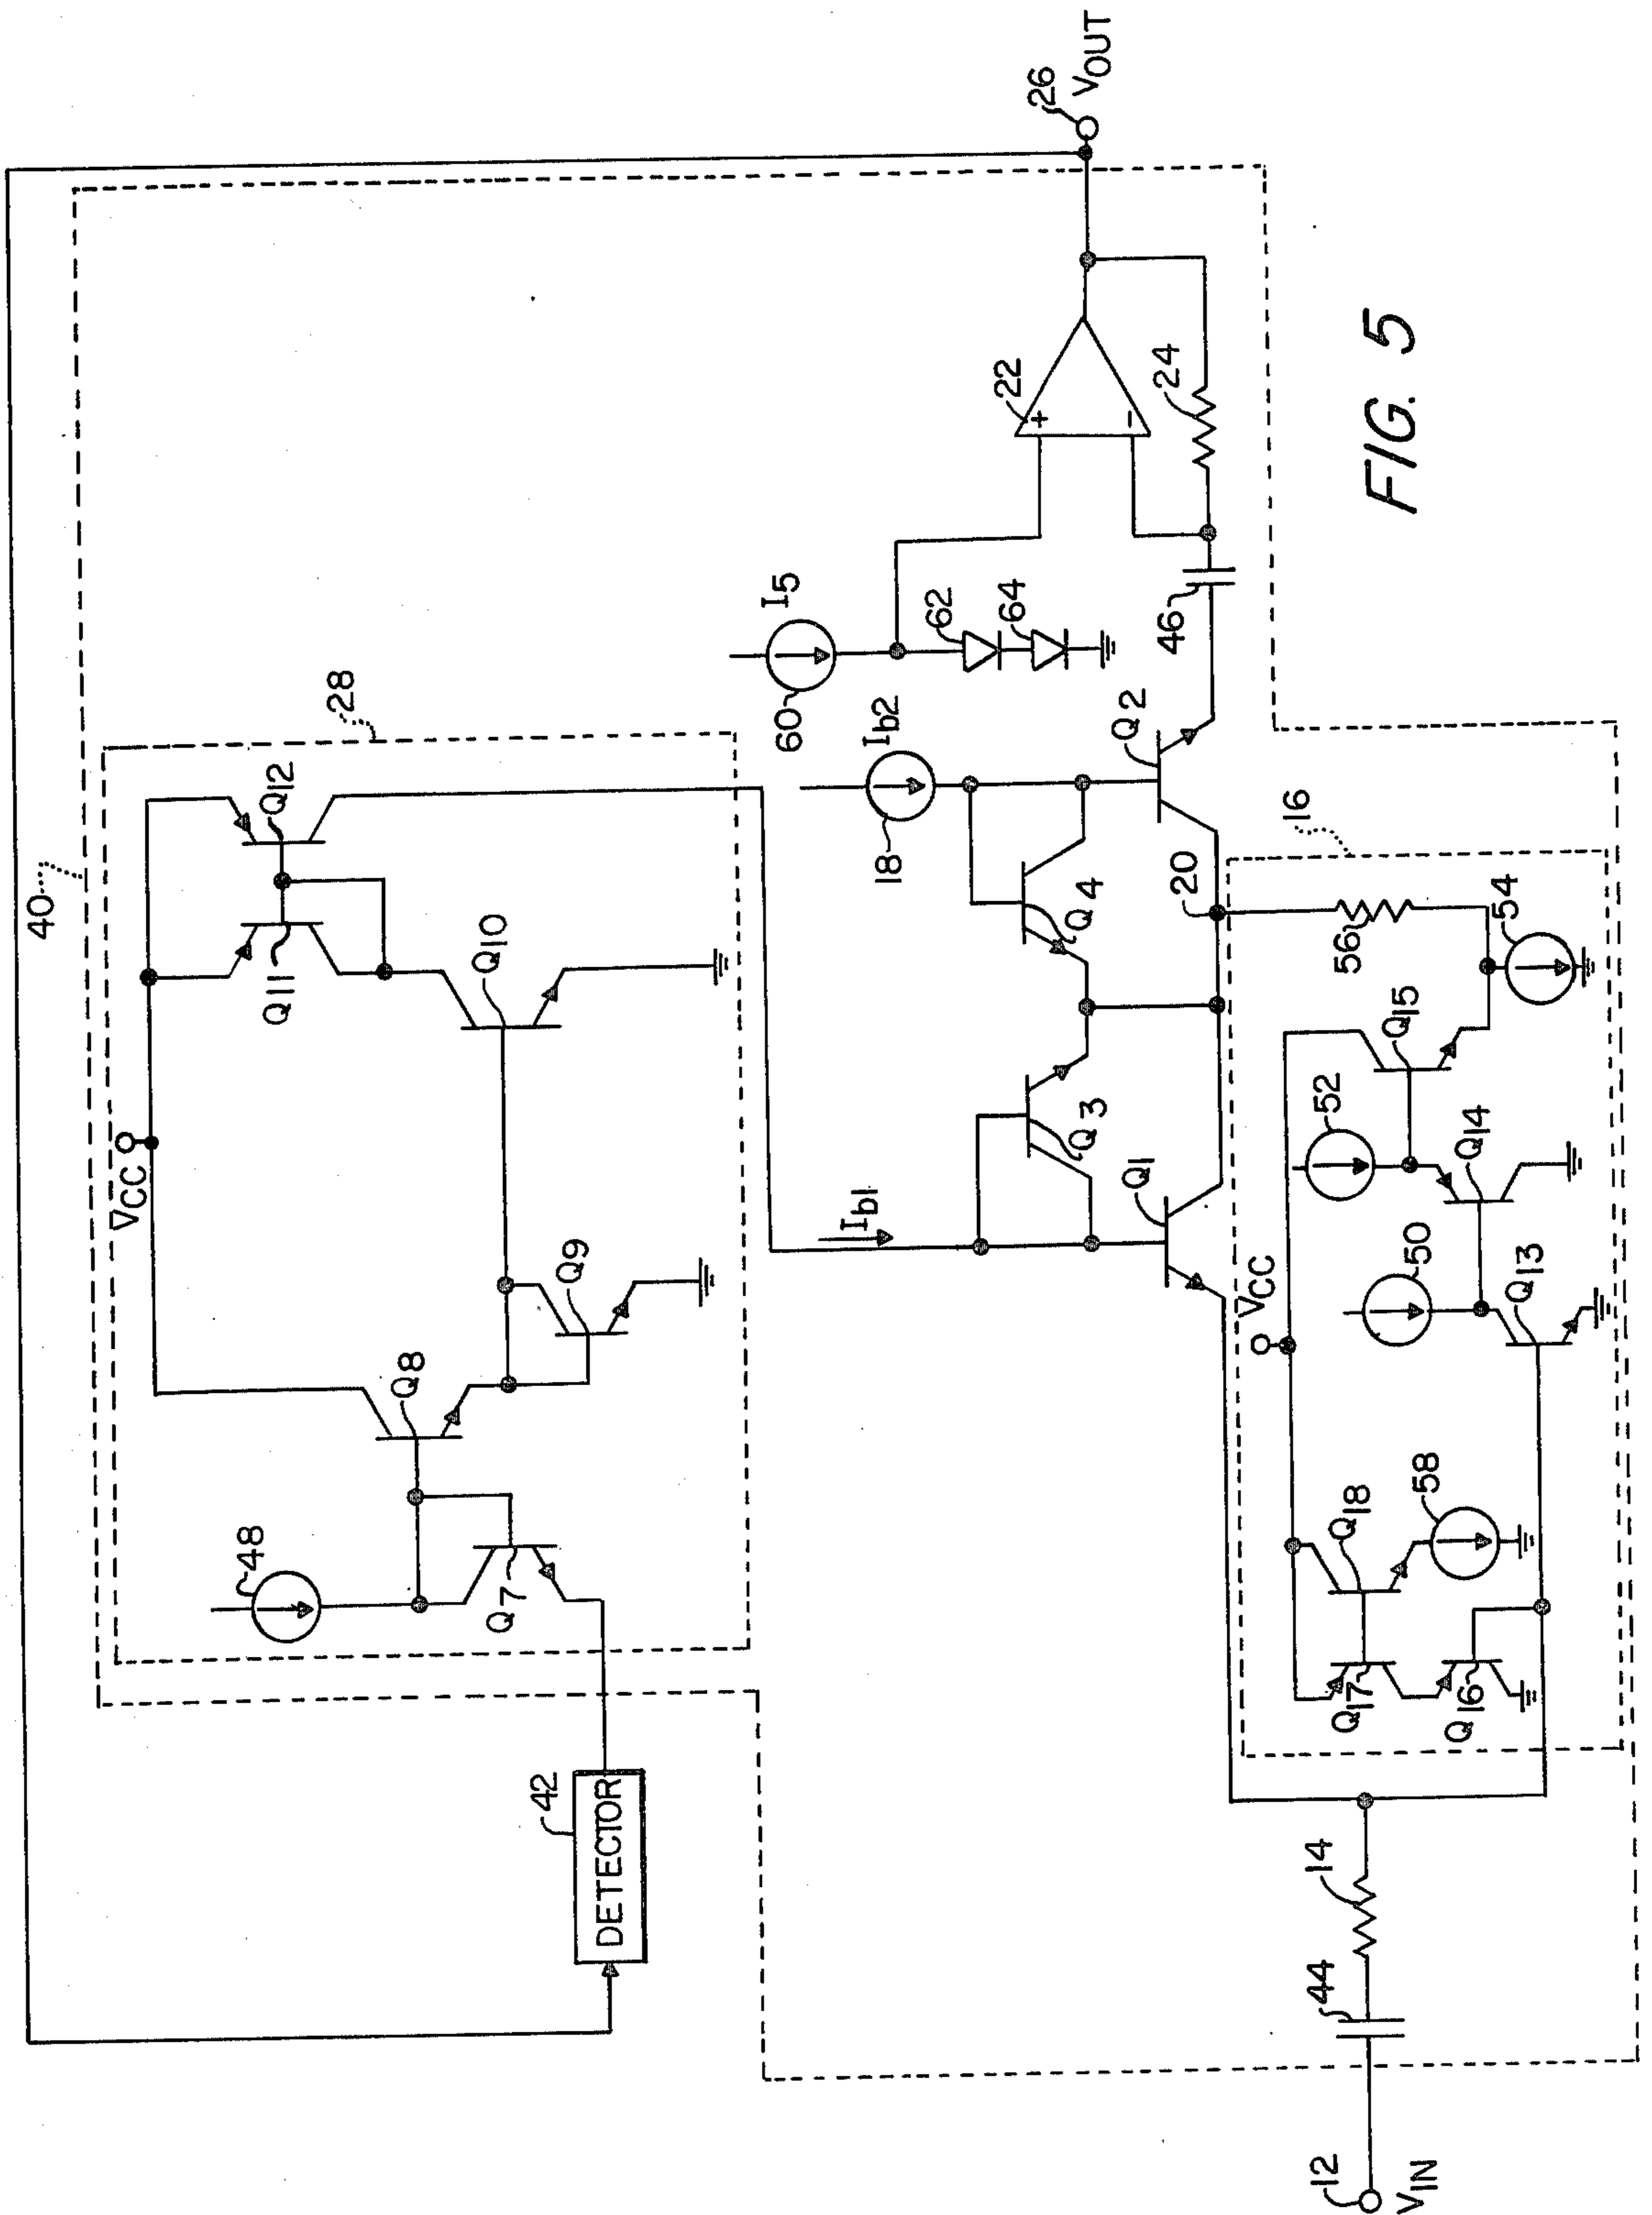 40
28
VCC
Q12
Q11
Q10
Q8
Q9
48
Q7
42
DETECTOR
I5
60
62
64
Ib2
18
Ib1
Q3
Q4
Q1
Q2
20
22
+
-
24
46
26
VOUT
16
VCC
56
54
52
Q15
50
Q14
Q13
Q18
58
Q17
Q16
12
VIN
44
14
FIG. 5